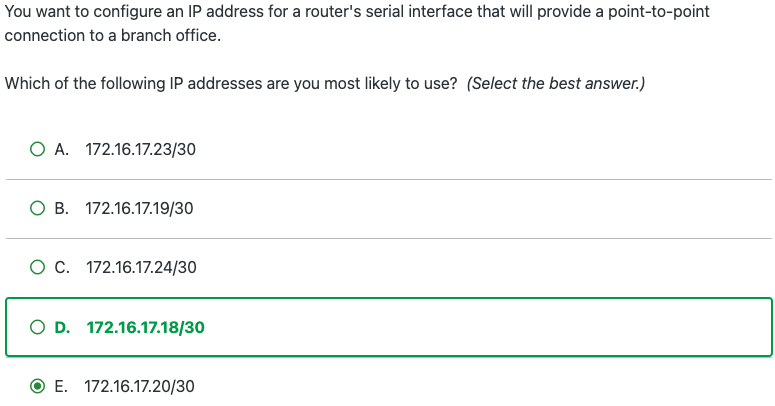 You want to configure an IP address for a router's serial interface that will provide a point-to-point
connection to a branch office.
Which of the following IP addresses are you most likely to use? (Select the best answer.)
A. 172.16.17.23/30
B. 172.16.17.19/30
C. 172.16.17.24/30
D. 172.16.17.18/30
E. 172.16.17.20/30